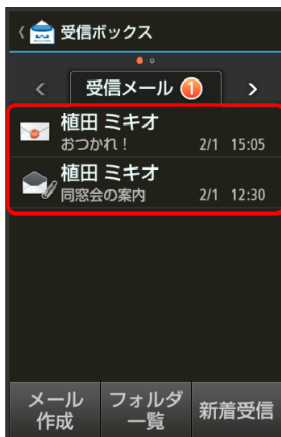 受信ボックス
受信メール 1
植田 ミキオ
おつかれ！ 2/1 15:05
植田 ミキオ
同窓会の案内 2/1 12:30
メール
作成
フォルダ
一覧
新着受信